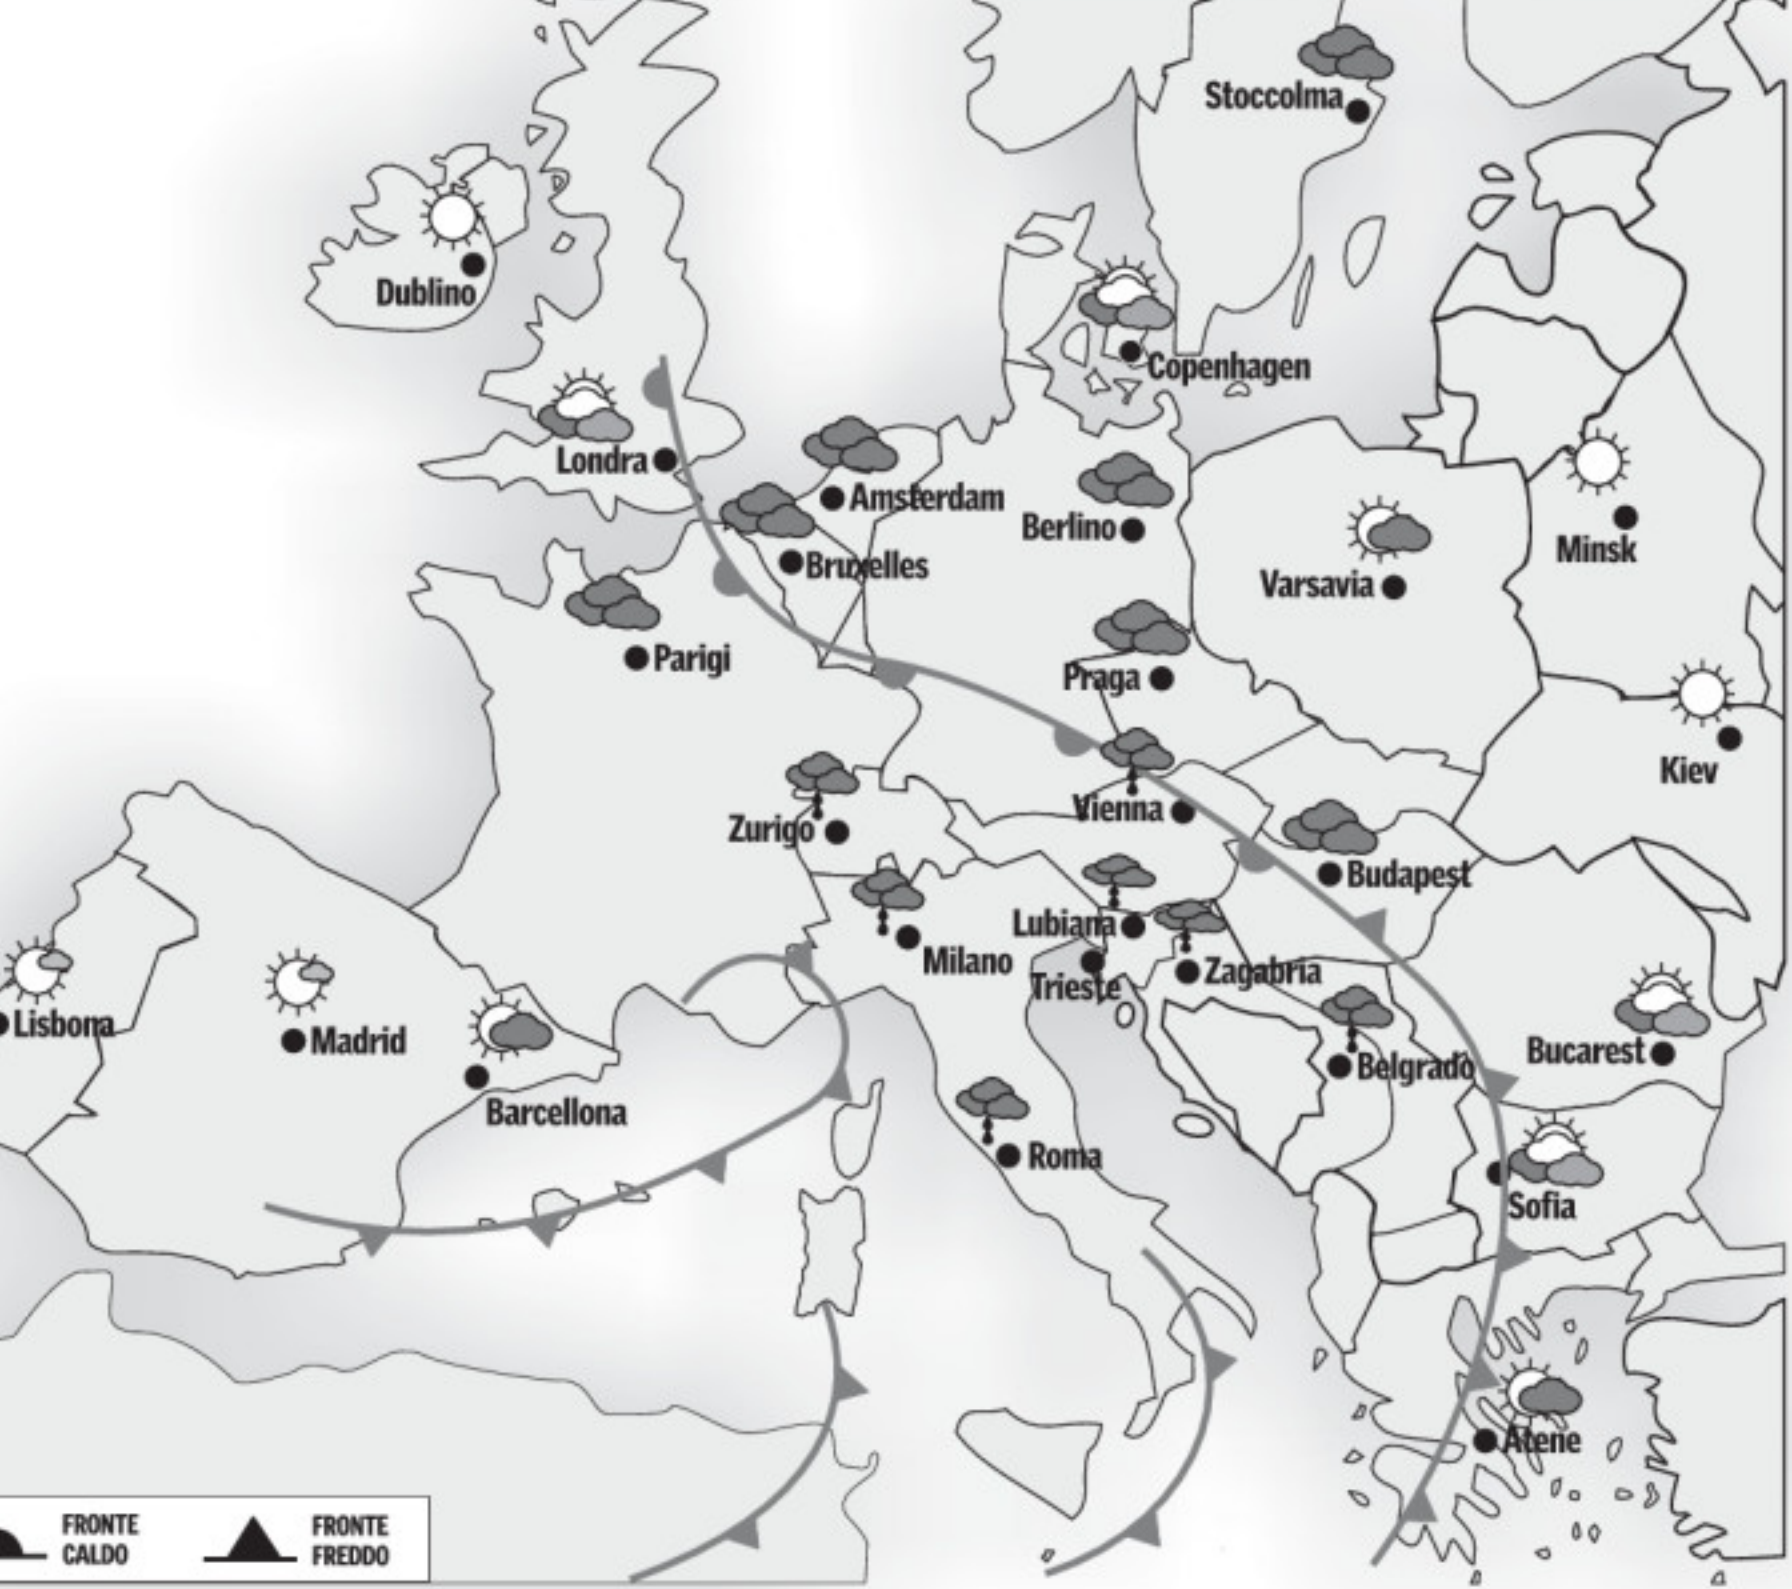 Stoccolma
Dublino
Copenhagen
Londra
Amsterdam
Berlino
Minsk
Bruxelles
Varsavia
Parigi
Praga
Kiev
Vienna
Zurigo
Budapest
Lubiana
Milano
Zagabria
Trieste
Lisbona
Madrid
Belgrado
Bucarest
Barcellona
Roma
Sofia
Atene
FRONTE
CALDO
FRONTE
FREDDO